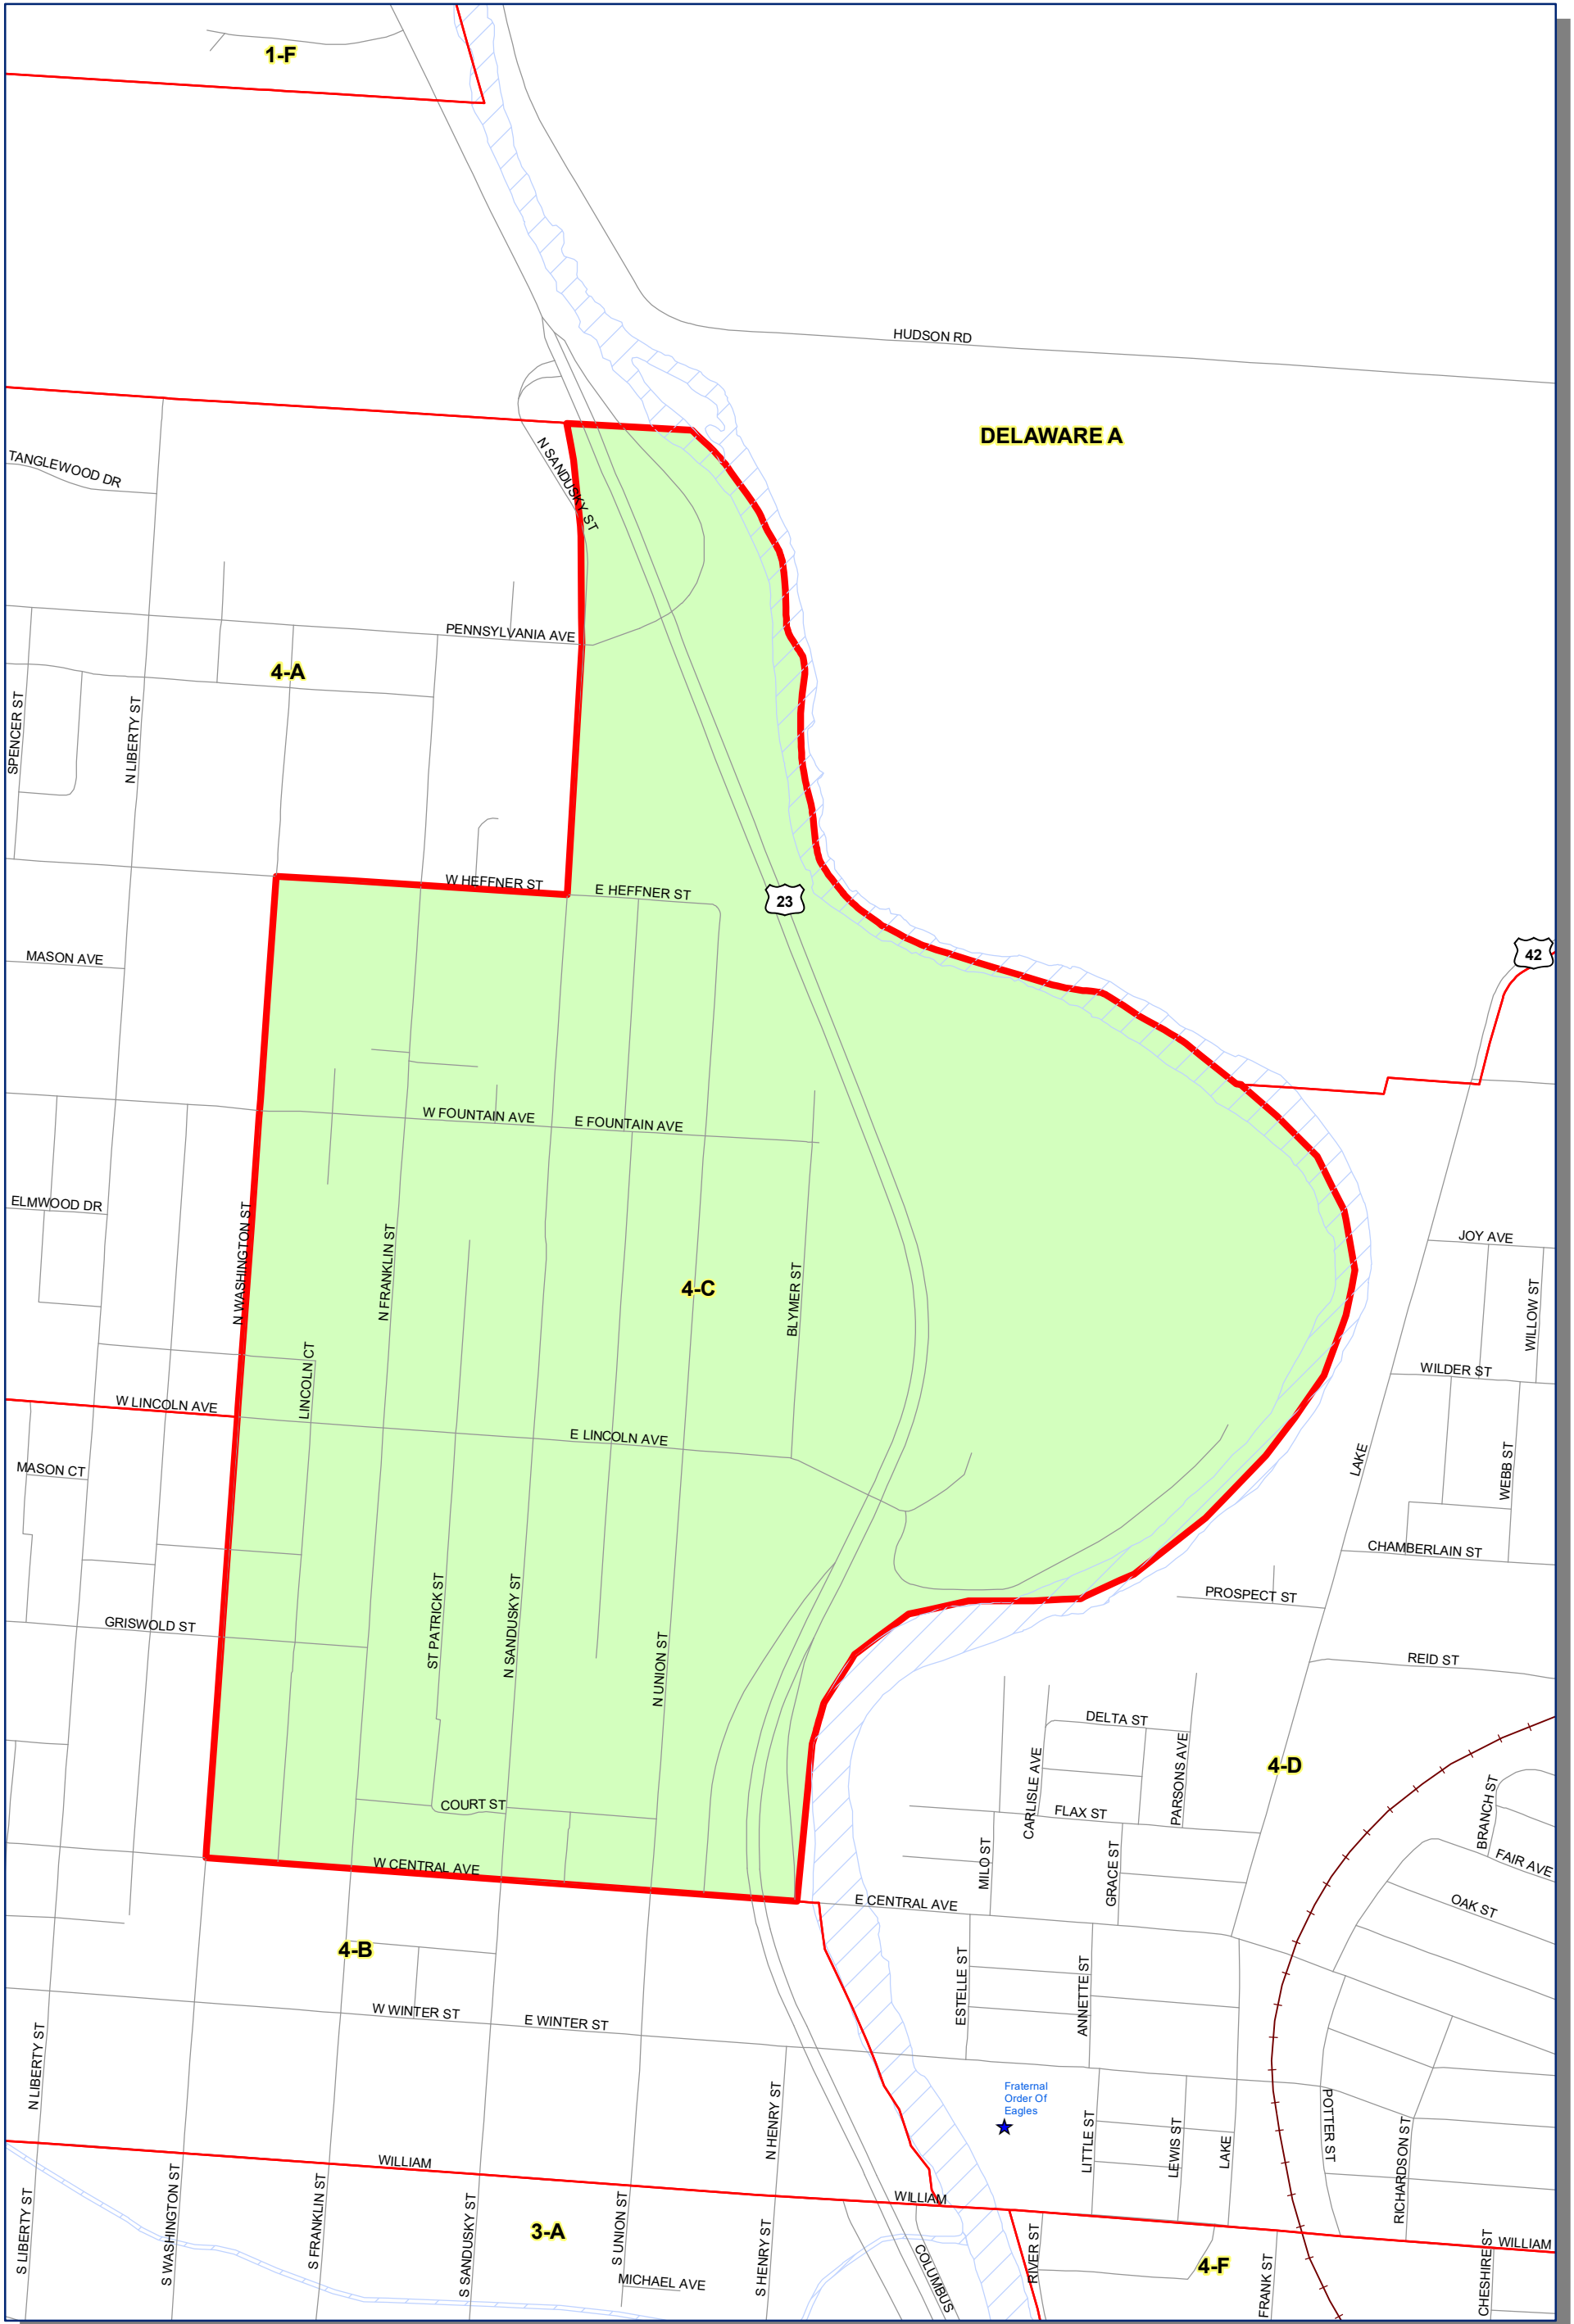 1-F
HUDSON RD
DELAWARE A
TANGLEWOOD DR
N SANDUSKY ST
PENNSYLVANIA AVE
4-A
SPENCER ST
N LIBERTY ST
W HEFFNER ST
E HEFFNER ST
23
42
MASON AVE
W FOUNTAIN AVE
E FOUNTAIN AVE
ELMWOOD DR
N WASHINGTON ST
N FRANKLIN ST
4-C
BLYMER ST
JOY AVE
WILLOW ST
LINCOLN CT
WILDER ST
W LINCOLN AVE
E LINCOLN AVE
MASON CT
LAKE
WEBB ST
CHAMBERLAIN ST
PROSPECT ST
GRISWOLD ST
ST PATRICK ST
N SANDUSKY ST
N UNION ST
REID ST
DELTA ST
CARLISLE AVE
PARSONS AVE
4-D
COURT ST
FLAX ST
BRANCH ST
FAIR AVE
MILO ST
GRACE ST
W CENTRAL AVE
E CENTRAL AVE
OAK ST
4-B
ESTELLE ST
ANNETTE ST
W WINTER ST
E WINTER ST
N LIBERTY ST
N HENRY ST
Fraternal
Order Of
Eagles
LITTLE ST
LEWIS ST
LAKE
POTTER ST
RICHARDSON ST
WILLIAM
WILLIAM
WILLIAM
S LIBERTY ST
S WASHINGTON ST
S FRANKLIN ST
S SANDUSKY ST
3-A
S UNION ST
MICHAEL AVE
S HENRY ST
COLUMBUS
RIVER ST
4-F
FRANK ST
CHESHIRE ST